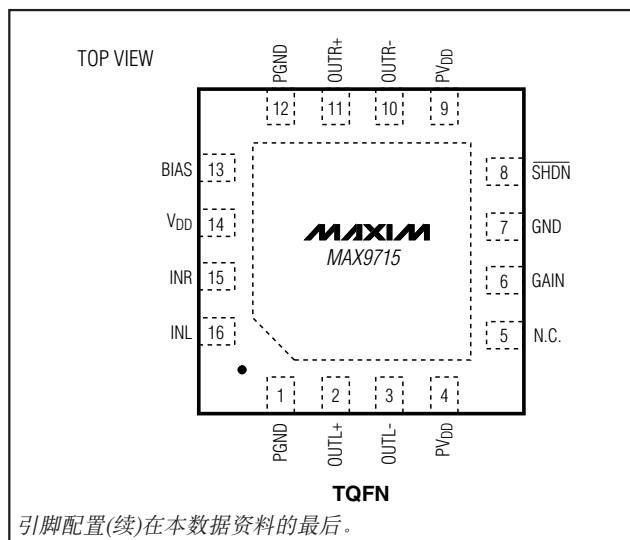 TOP VIEW
PGND OUTR+ OUTR- PVDD
12 11 10 9
BIAS 13 8 SHDN
VDD 14 7 GND
MAXIM
MAX9715
INR 15 6 GAIN
INL 16 5 N.C.
1 2 3 4
PGND OUTL+ OUTL- PVDD
TQFN
引脚配置(续)在本数据资料的最后。